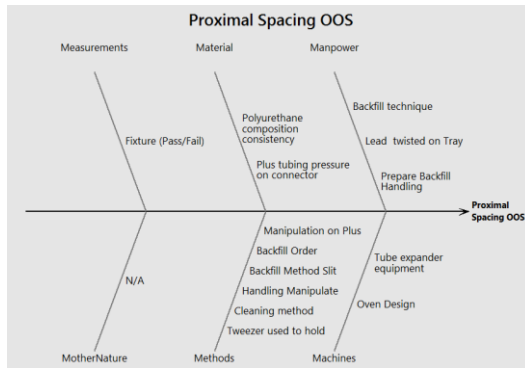 Proximal Spacing OOS
Measurements
Material
Manpower
Fixture (Pass/Fail)
Polyurethane
composition
consistency
Plus tubing pressure
on connector
Backfill technique
Lead twisted on Tray
Prepare Backfill
Handling
Proximal
Spacing OOS
N/A
Manipulation on Plus
Backfill Order
Backfill Method Slit
Handling Manipulate
Cleaning method
Tweezer used to hold
Tube expander
equipment
Oven Design
MotherNature
Methods
Machines